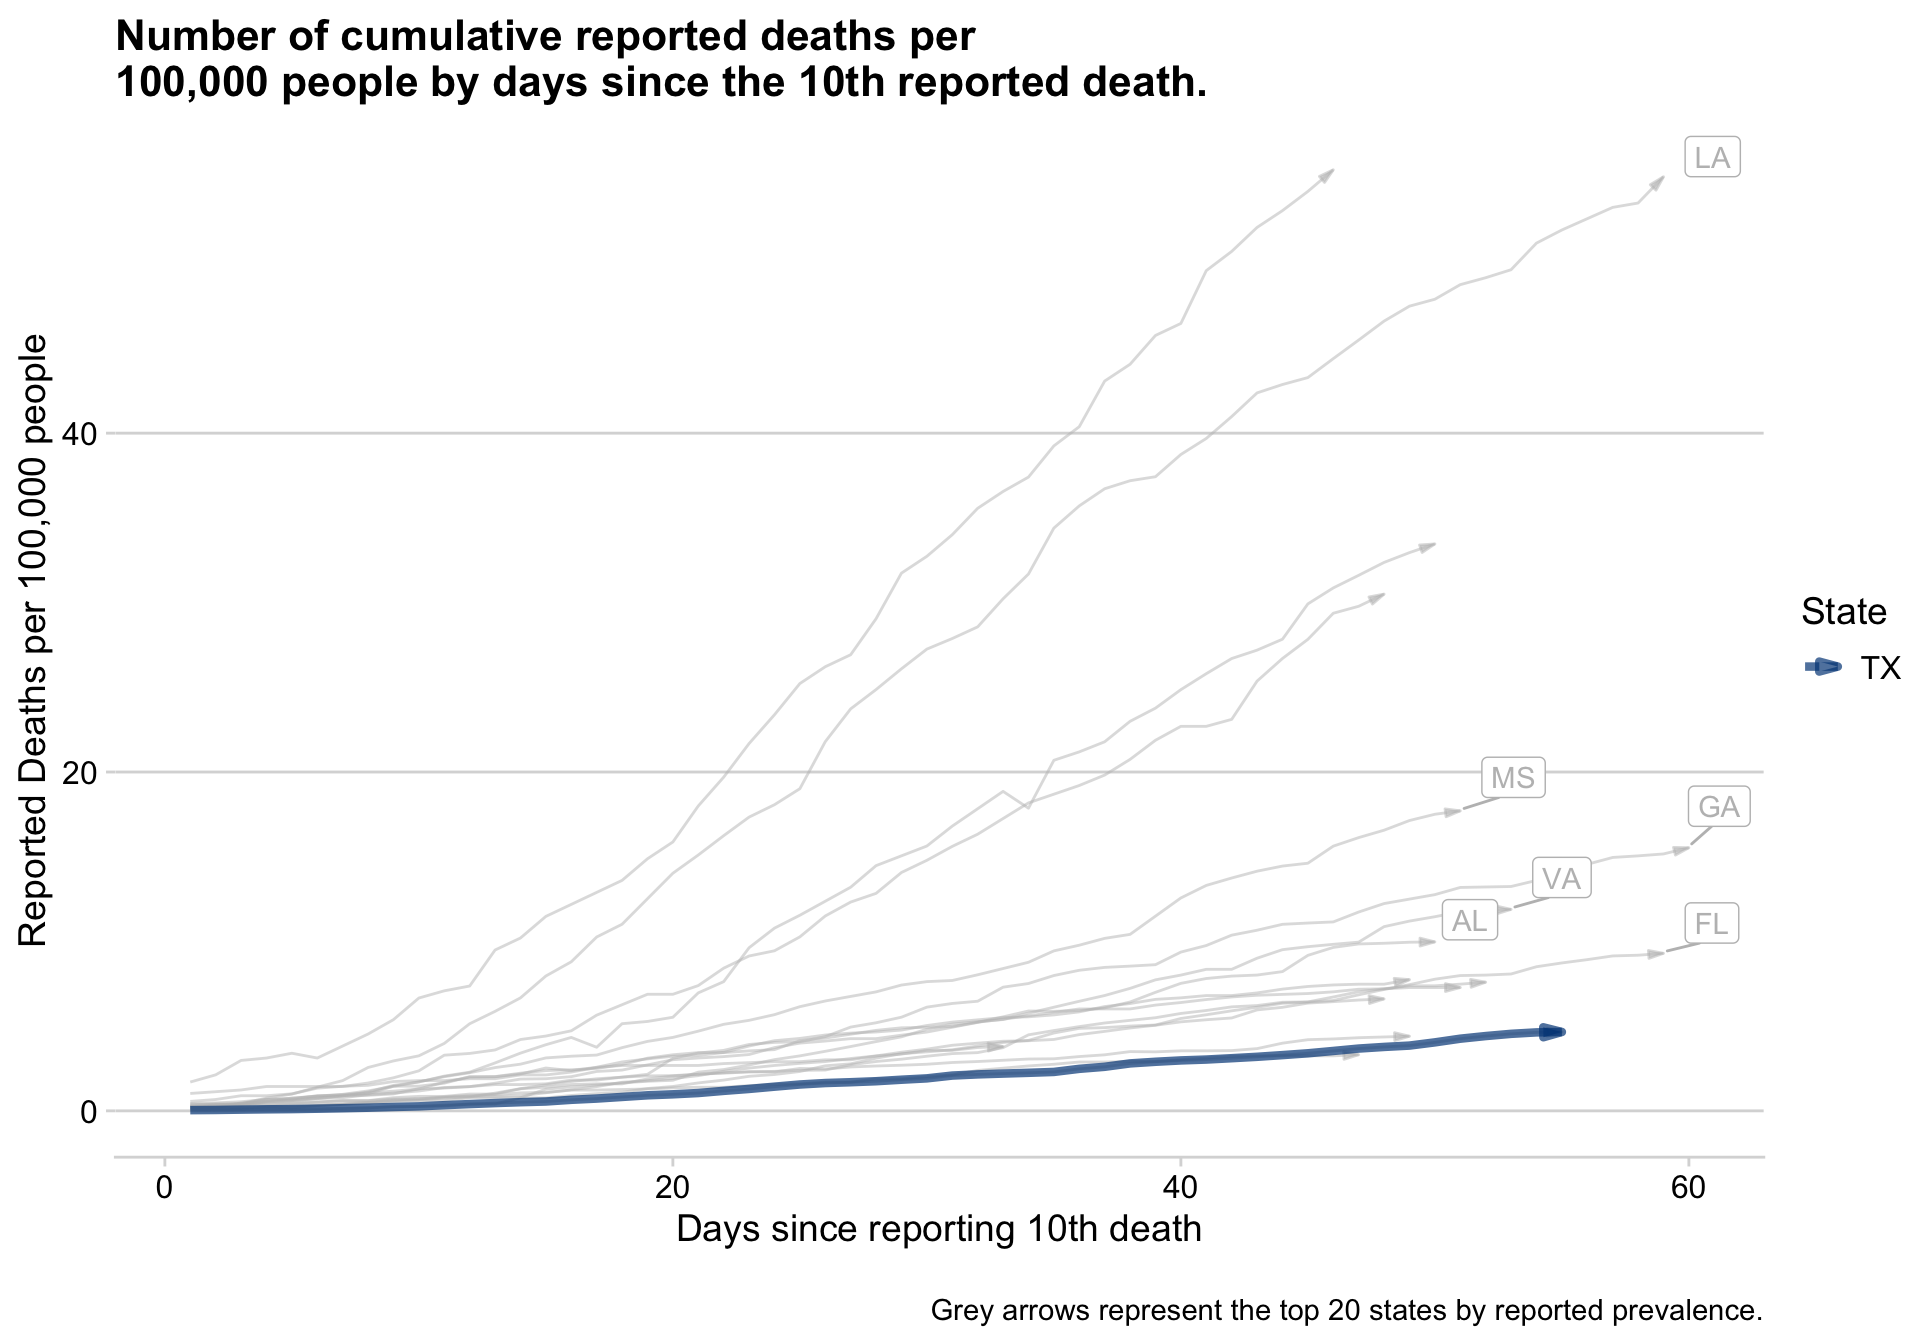 Number of cumulative reported deaths per
100,000 people by days since the 10th reported death.
Reported Deaths per 100,000 people
40
20
0
LA
MS
GA
VA
AL
FL
State
TX
0
20
40
60
Days since reporting 10th death
Grey arrows represent the top 20 states by reported prevalence.